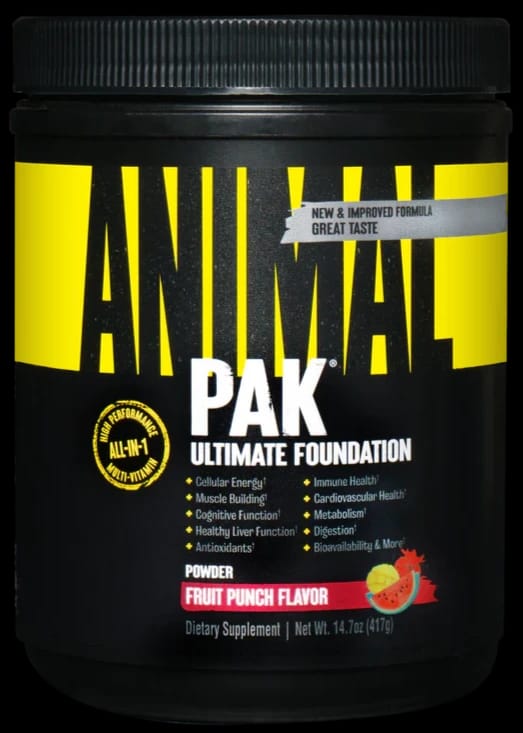 ANIMAL
NEW & IMPROVED FORMULA
GREAT TASTE
PAK®
ULTIMATE FOUNDATION
HIGH PERFORMANCE
ALL-IN-1
MULTI-VITAMIN
Cellular Energy†
Muscle Building†
Cognitive Function†
Healthy Liver Function†
Antioxidants†
Immune Health†
Cardiovascular Health†
Metabolism†
Digestion†
Bioavailability & More†
POWDER
FRUIT PUNCH FLAVOR
Dietary Supplement | Net Wt. 14.7oz (417g)